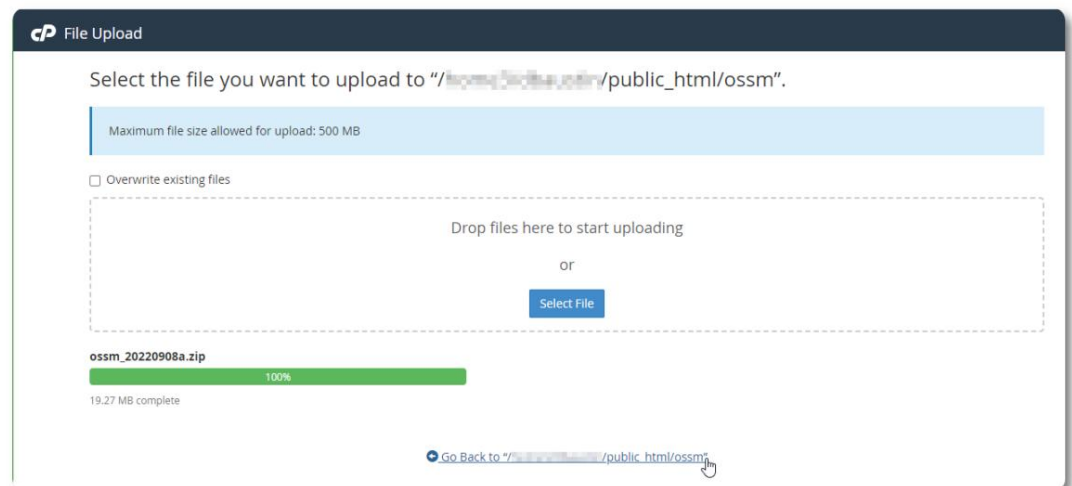 cP File Upload
Select the file you want to upload to “/ /public_html/ossm”.
Maximum file size allowed for upload: 500 MB
Overwrite existing files
Drop files here to start uploading
or
Select File
ossm_20220908a.zip
100%
19.27 MB complete
Go Back to “/ /public_html/ossm”